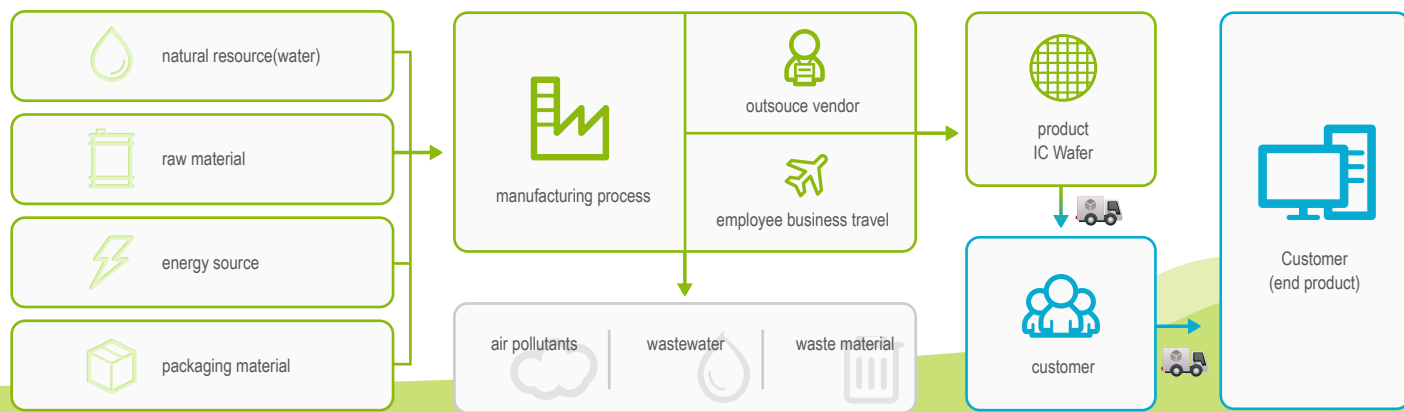 natural resource(water)
raw material
energy source
packaging material
manufacturing process
outsouce vendor
employee business travel
air pollutants
wastewater
waste material
product
IC Wafer
customer
Customer
(end product)